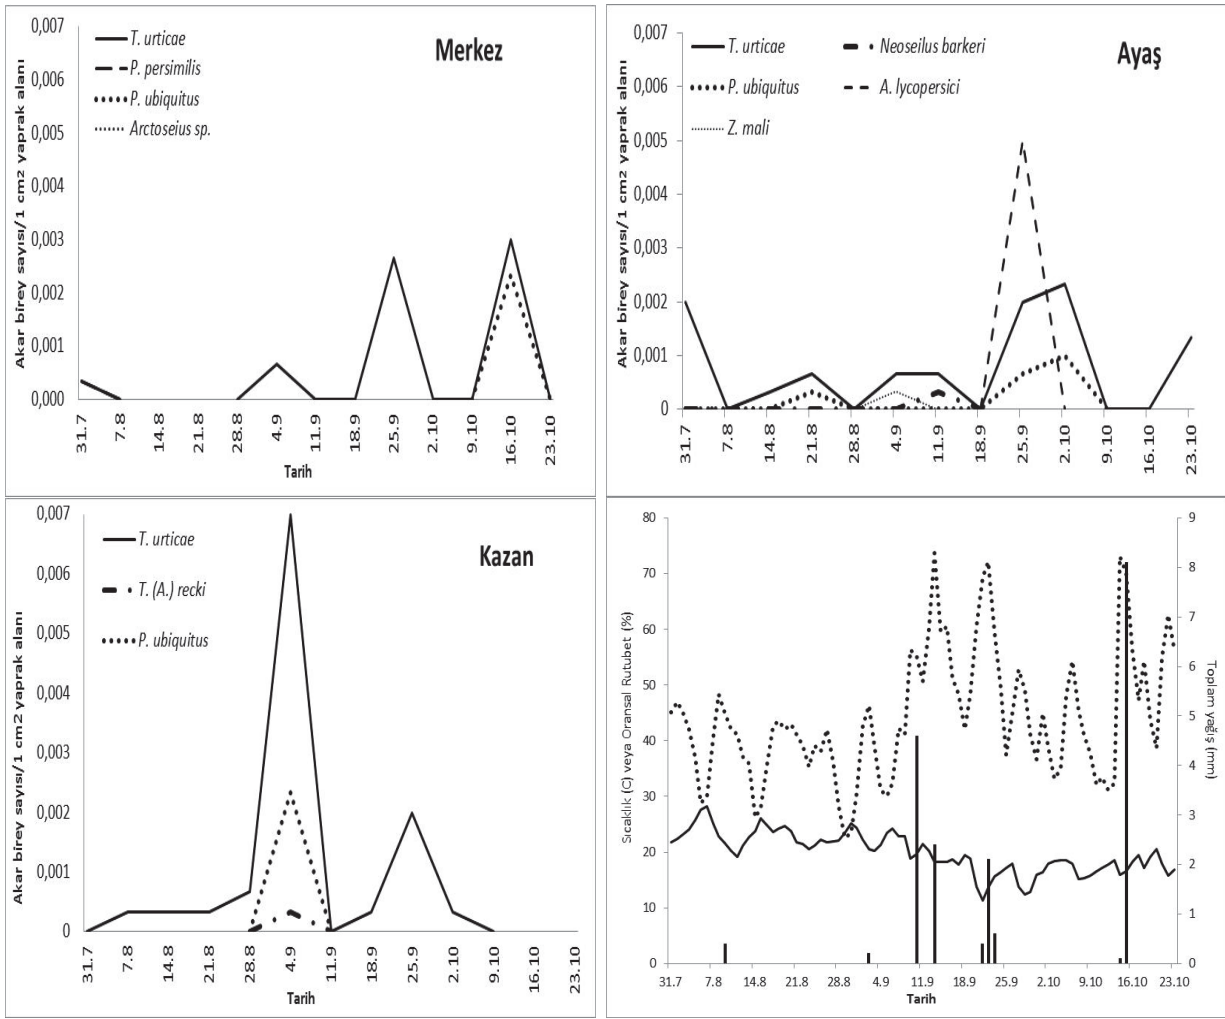 Merkez
T. urticae
P. persimilis
P. ubiquitus
Arctoseius sp.
Akar birey sayısı/1 cm2 yaprak alanı
0,007
0,006
0,005
0,004
0,003
0,002
0,001
0,000
31.7 7.8 14.8 21.8 28.8 4.9 11.9 18.9 25.9 2.10 9.10 16.10 23.10
Tarih
Ayaş
T. urticae Neoseilus barkeri
P. ubiquitus A. lycopersici
Z. mali
Akar birey sayısı/1 cm2 yaprak alanı
0,007
0,006
0,005
0,004
0,003
0,002
0,001
0
31.7 7.8 14.8 21.8 28.8 4.9 11.9 18.9 25.9 2.10 9.10 16.10 23.10
Kazan
T. urticae
T. (A.) recki
P. ubiquitus
Akar birey sayısı/1 cm2 yaprak alanı
0,007
0,006
0,005
0,004
0,003
0,002
0,001
0
31.7 7.8 14.8 21.8 28.8 4.9 11.9 18.9 25.9 2.10 9.10 16.10 23.10
Tarih
Sıcaklık (C) veya Oransal Rutubet (%)
80
70
60
50
40
30
20
10
0
Toplam yağış (mm)
9
8
7
6
5
4
3
2
1
0
31.7 7.8 14.8 21.8 28.8 4.9 11.9 18.9 25.9 2.10 9.10 16.10 23.10
Tarih